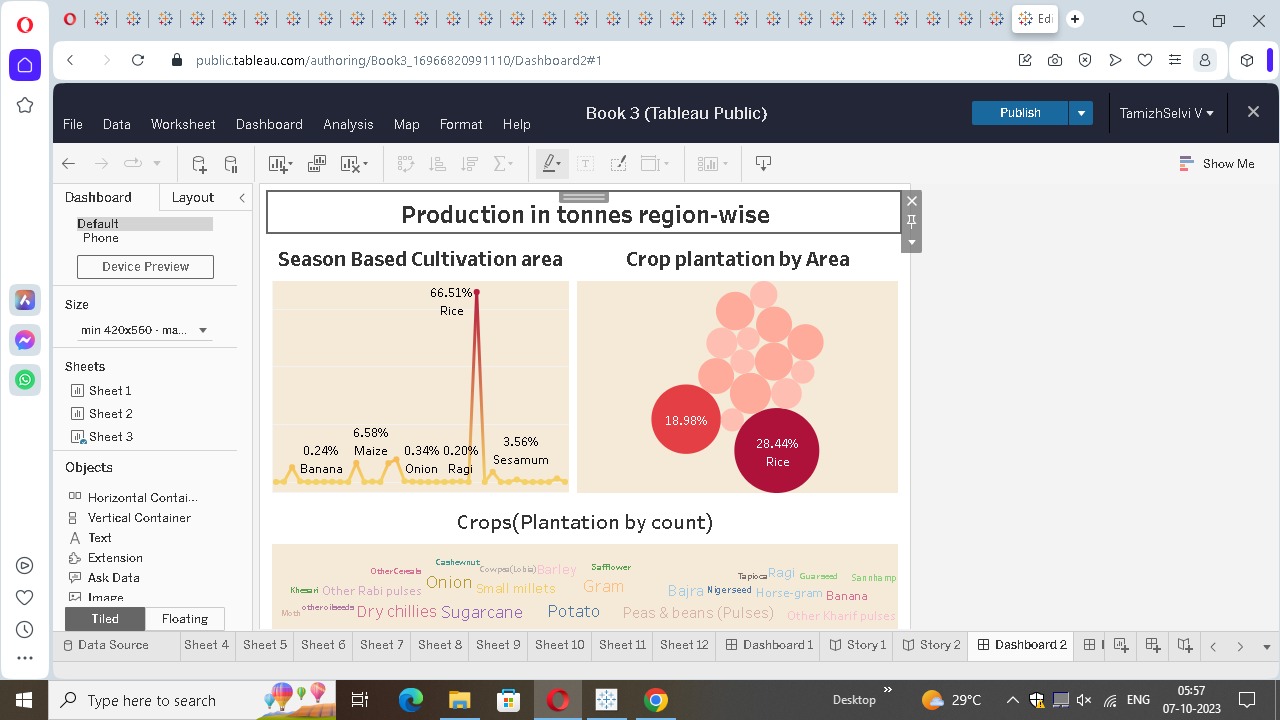 Edi
public.tableau.com/authoring/Book3_16966820991110/Dashboard2#1
Book 3 (Tableau Public)
Publish
TamizhSelvi V
File Data Worksheet Dashboard Analysis Map Format Help
Show Me
Dashboard Layout
Default
Phone
Device Preview
Size
min 420x560 - ma...
Sheets
Sheet 1
Sheet 2
Sheet 3
Objects
Horizontal Contai...
Vertical Container
Text
Extension
Ask Data
Image
Tiled Floating
Production in tonnes region-wise
Season Based Cultivation area
66.51%
Rice
6.58%
Maize
0.24%
Banana
0.34%
Onion
0.20%
Ragi
3.56%
Sesamum
Crop plantation by Area
18.98%
28.44%
Rice
Crops(Plantation by count)
Cashewnut Safflower
Other Cereals Cowpea(Lobia) Barley
Tapioca Ragi Guar seed Sannhamp
Onion Small millets Gram
Khesari Other Rabi pulses Bajra Niger seed Horse-gram Banana
Moth other oilseeds Dry chillies Sugarcane Potato Peas & beans (Pulses) Other Kharif pulses
Data Source Sheet 4 Sheet 5 Sheet 6 Sheet 7 Sheet 8 Sheet 9 Sheet 10 Sheet 11 Sheet 12 Dashboard 1 Story 1 Story 2 Dashboard 2
Type here to search
Desktop
29°C
ENG
05:57
07-10-2023